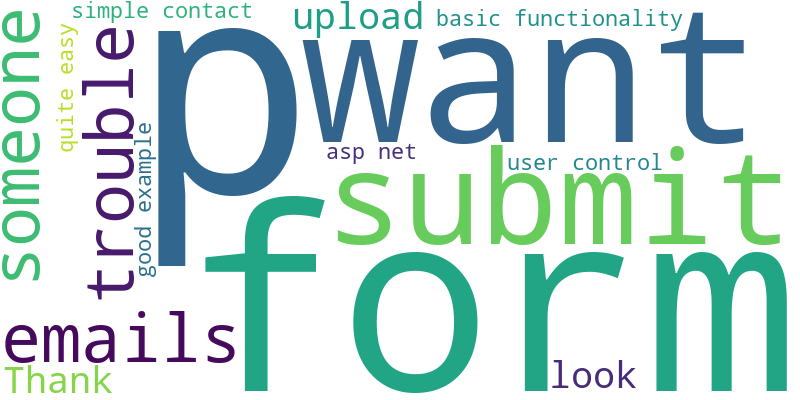 simple contact
upload
basic functionality
someone
quite easy
trouble
p
want
good example
asp net
user control
submit
form
emails
Thank
look